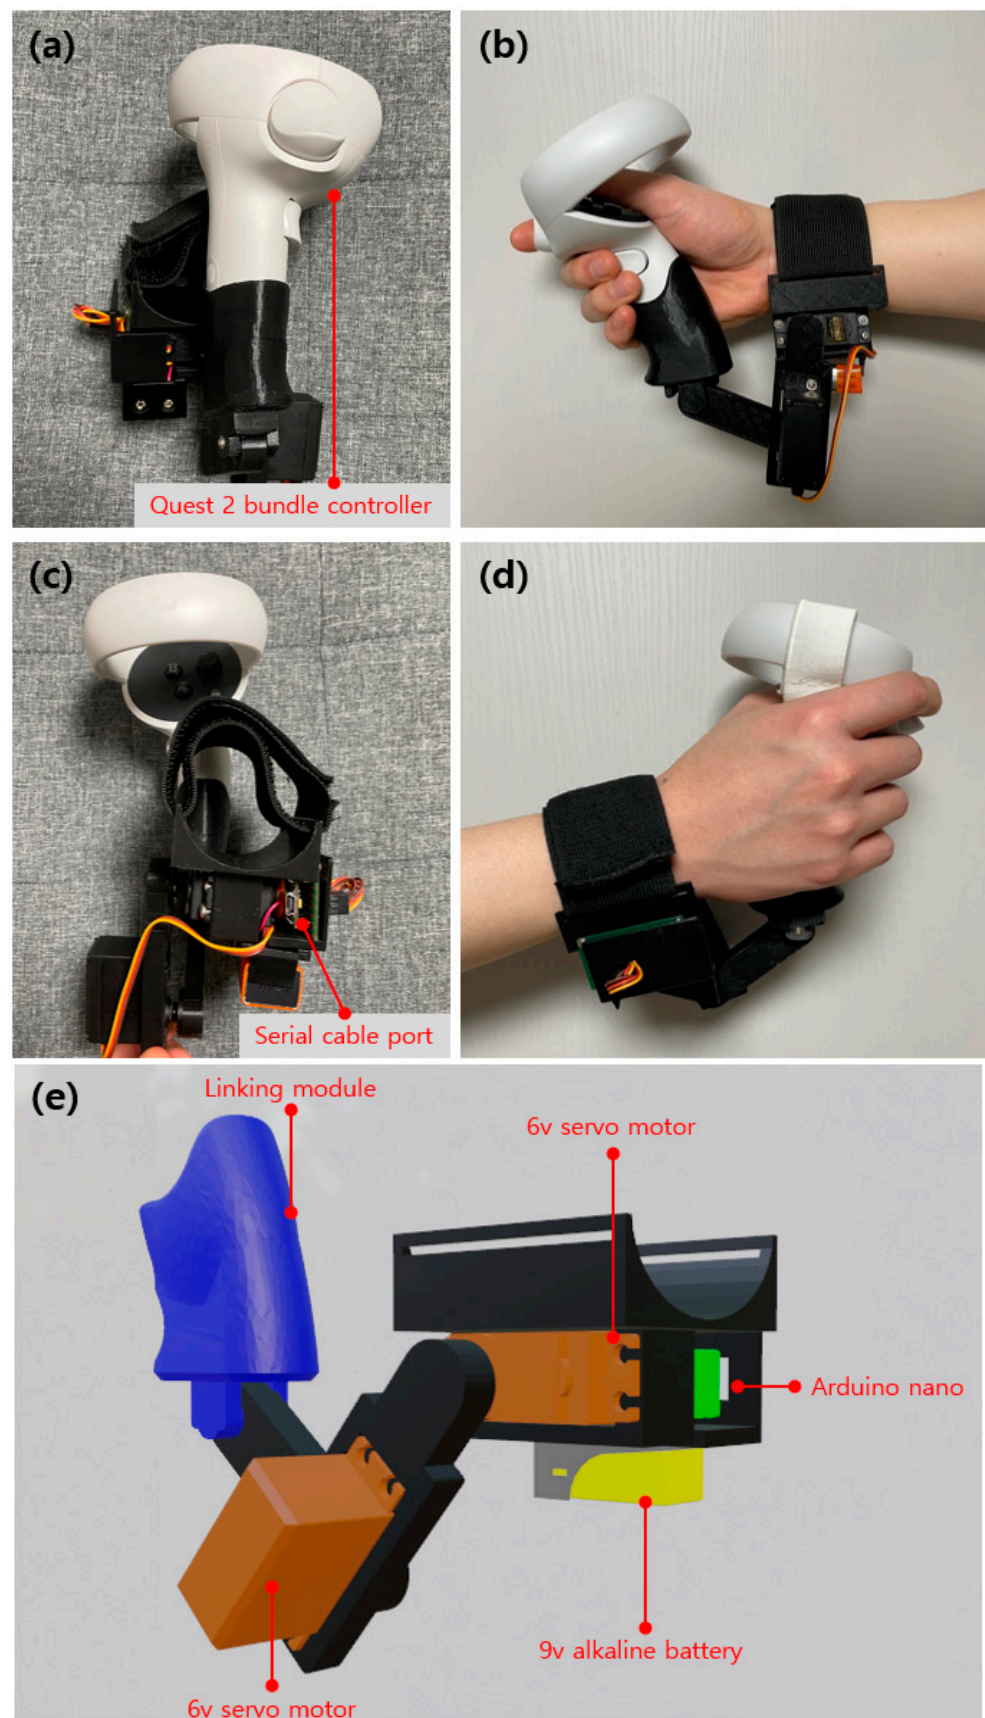 (a)
(b)
Quest 2 bundle controller
(c)
(d)
Serial cable port
(e)
Linking module
6v servo motor
Arduino nano
9v alkaline battery
6v servo motor